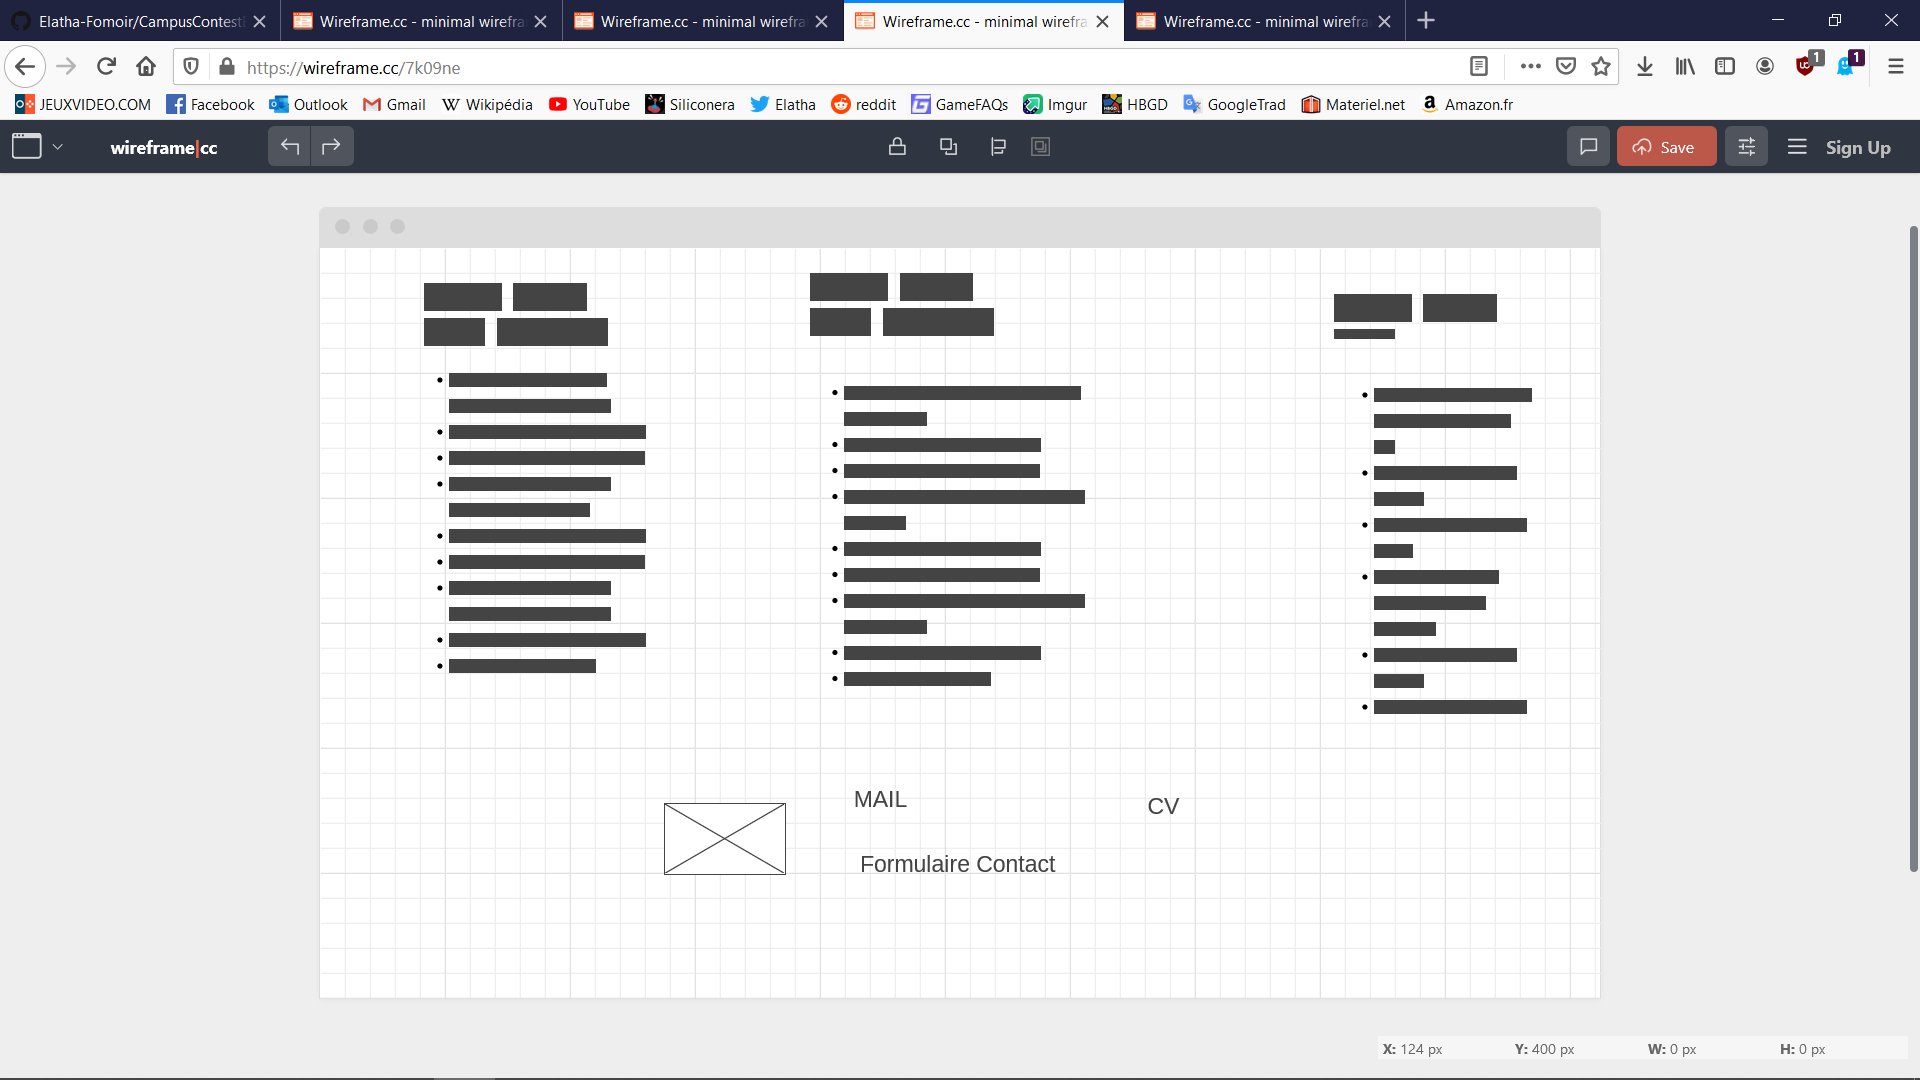 Elatha-Fomoir/CampusContest
Wireframe.cc - minimal wirefra
Wireframe.cc - minimal wirefra
Wireframe.cc - minimal wirefra
Wireframe.cc - minimal wirefra
https://wireframe.cc/7k09ne
1
1
JEUXVIDEO.COM
Facebook
Outlook
Gmail
Wikipédia
YouTube
Siliconera
Elatha
reddit
GameFAQs
Imgur
HBGD
GoogleTrad
Materiel.net
Amazon.fr
wireframe|cc
Save
Sign Up
MAIL
CV
Formulaire Contact
X: 124 px
Y: 400 px
W: 0 px
H: 0 px